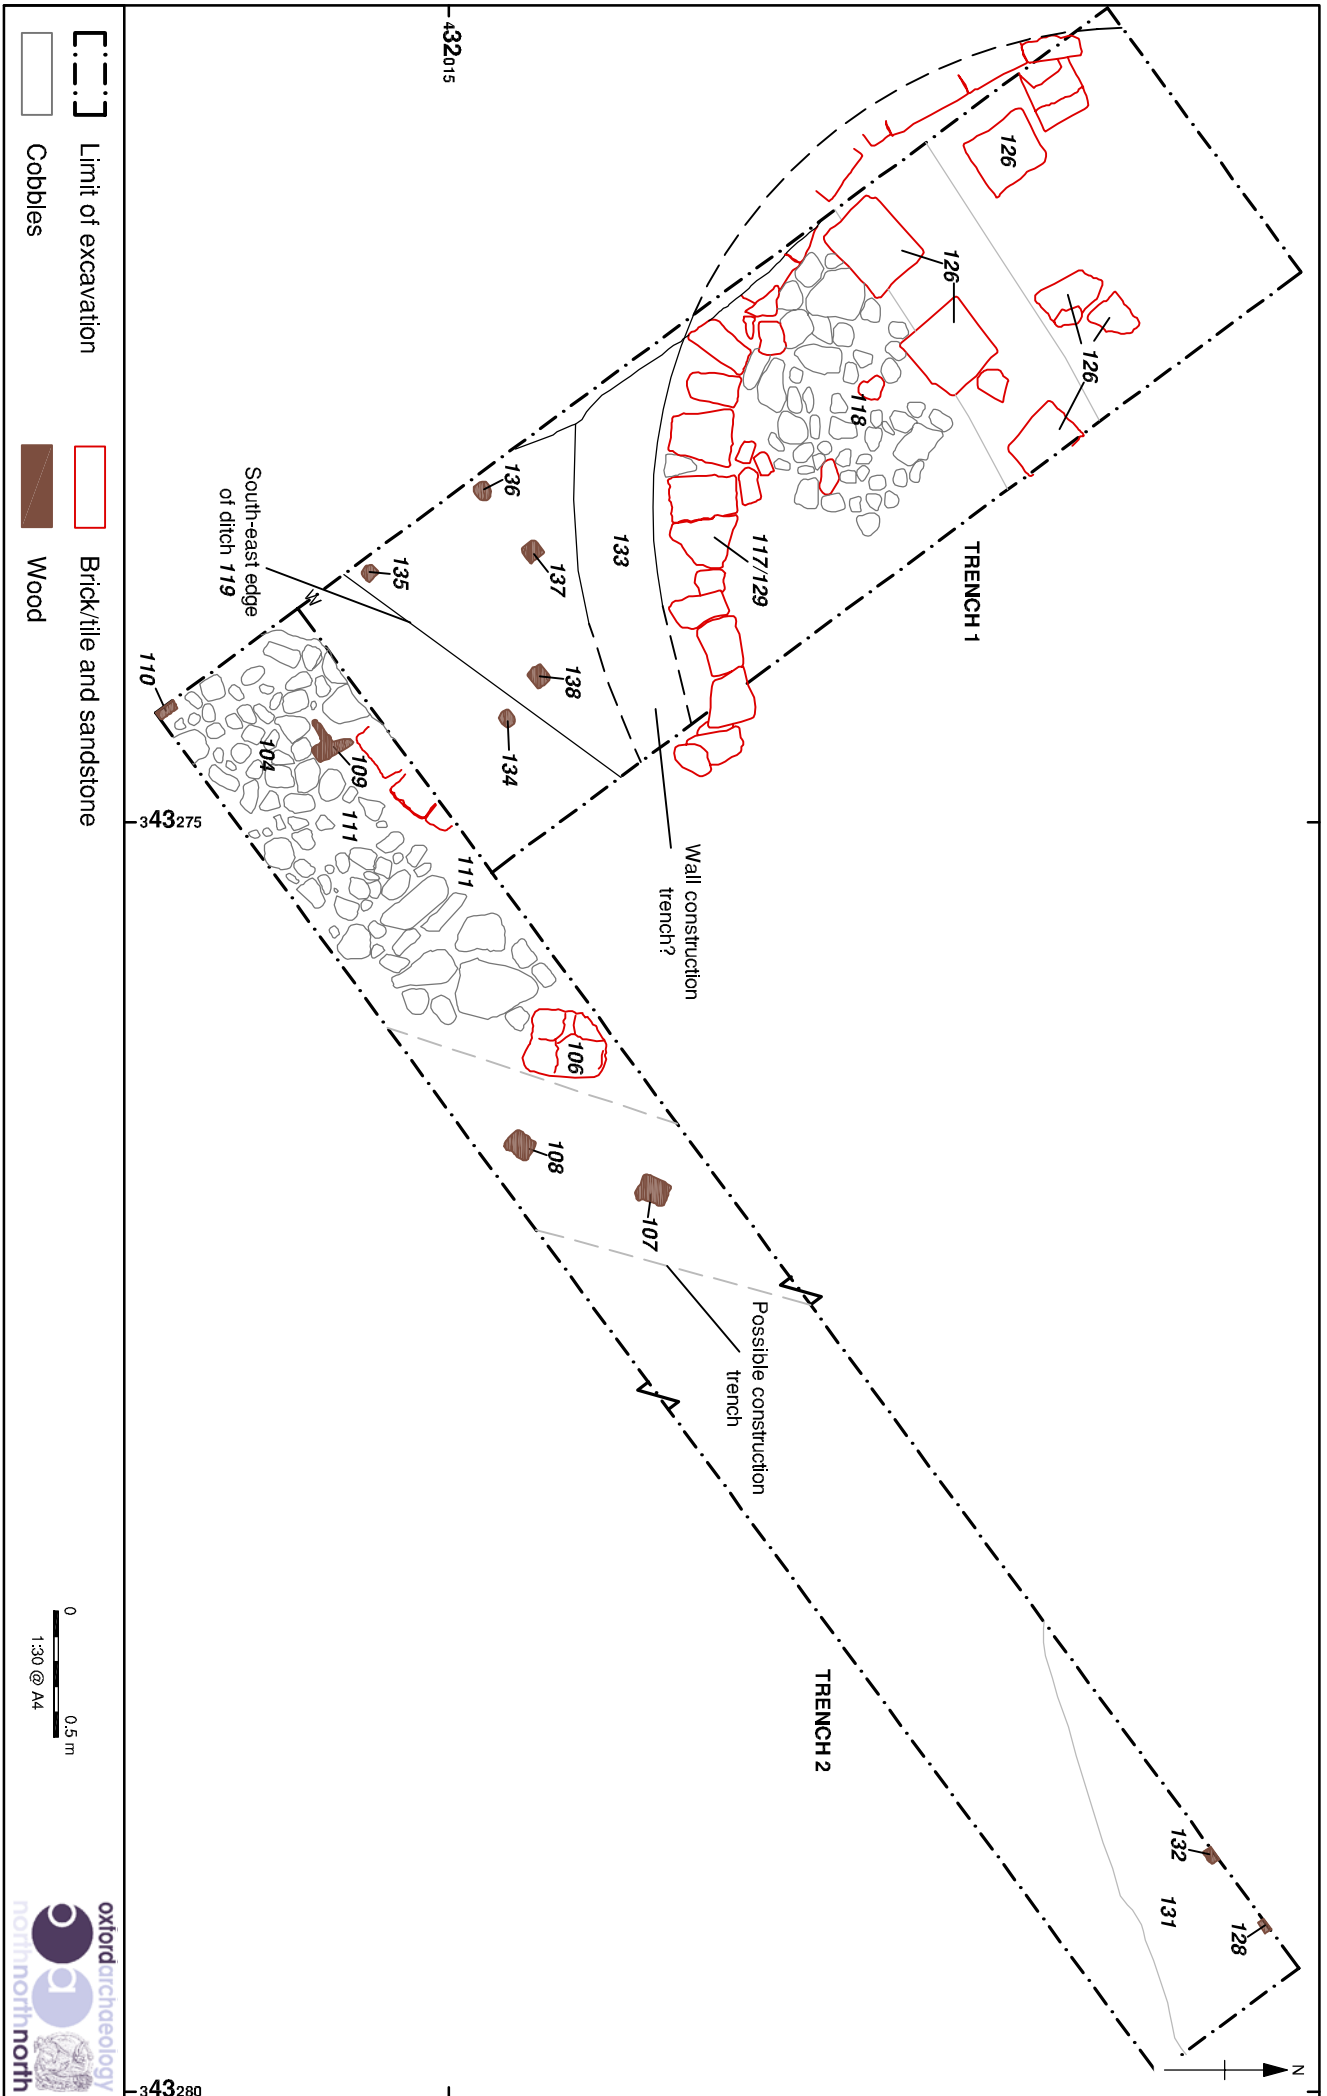 N
432015
126
126
126
118
TRENCH 1
117/129
133
136
137
135
138
134
South-east edge
of ditch 119
Wall construction
trench?
110
104
109
111
111
106
108
107
Possible construction
trench
TRENCH 2
132
131
128
343275
343280
Limit of excavation
Cobbles
Brick/tile and sandstone
Wood
0
0.5 m
1:30 @ A4
oxfordarchaeology
northnorthnorth